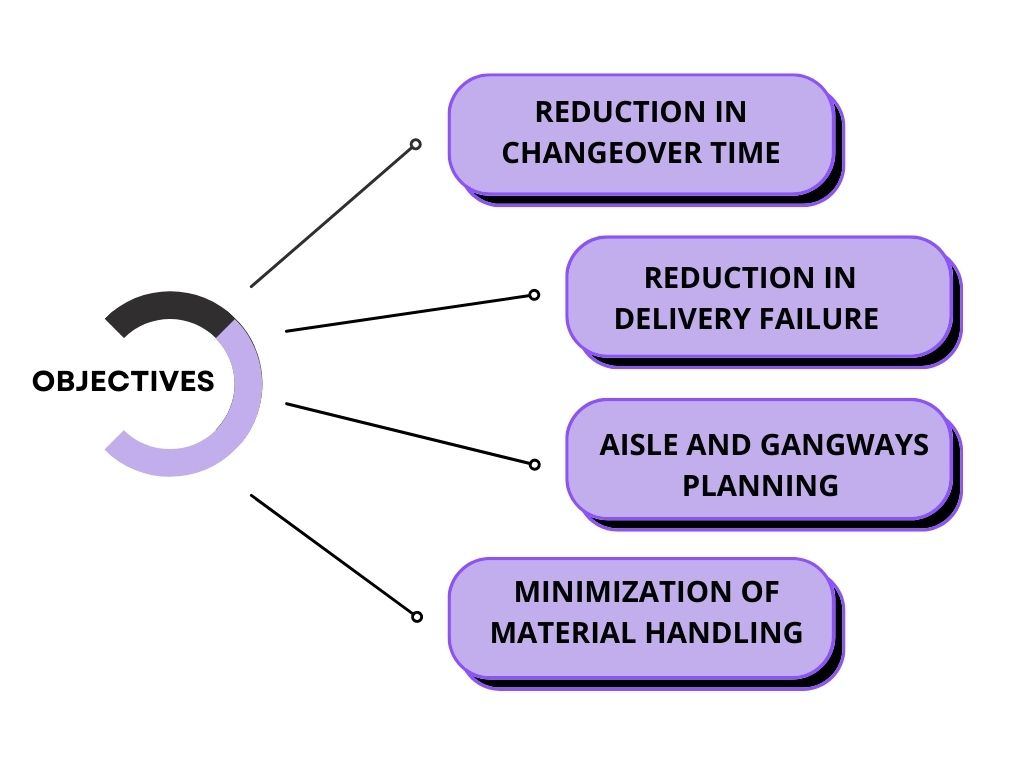 OBJECTIVES
REDUCTION IN
CHANGEOVER TIME
REDUCTION IN
DELIVERY FAILURE
AISLE AND GANGWAYS
PLANNING
MINIMIZATION OF
MATERIAL HANDLING